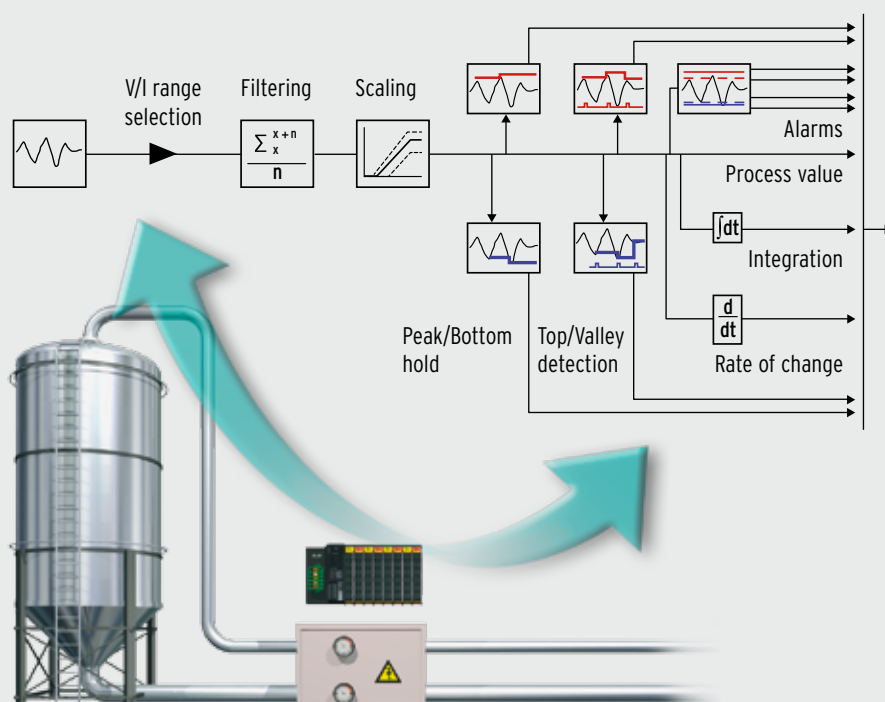 V/I range
selection
Filtering
Scaling
Σ x+n
x
n
Alarms
Process value
∫dt
Integration
d
dt
Rate of change
Peak/Bottom
hold
Top/Valley
detection